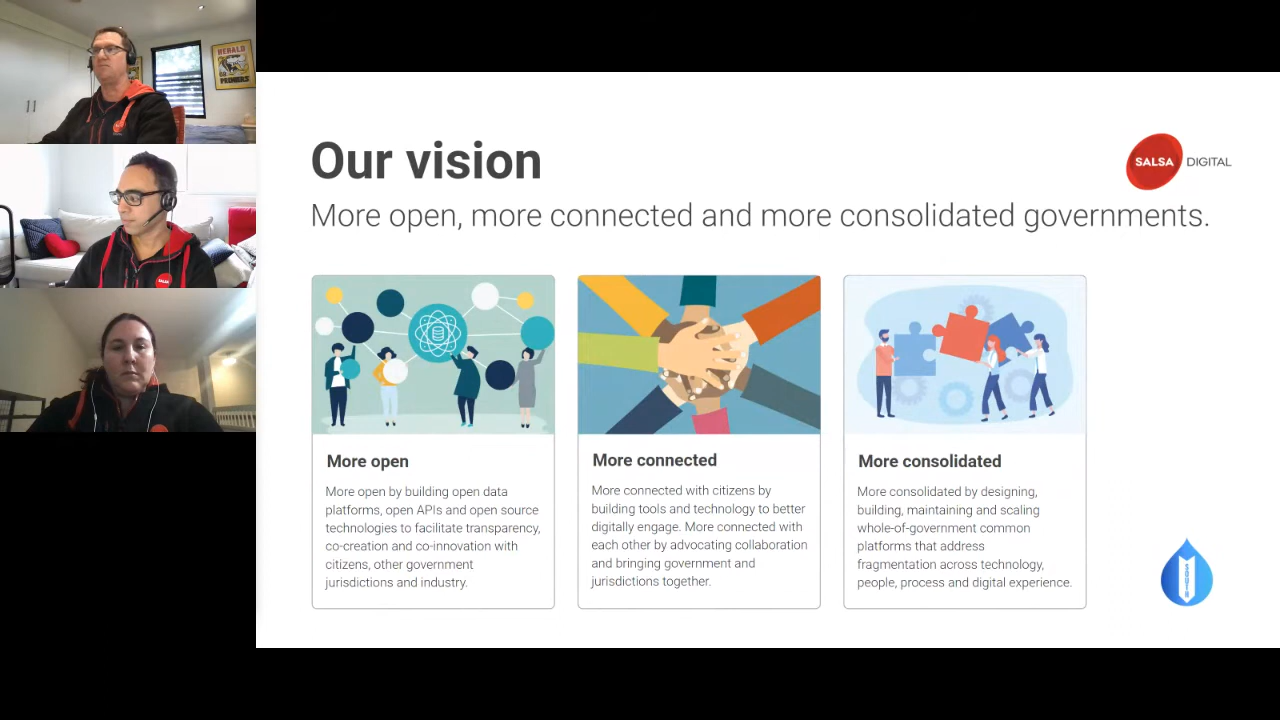 HERALD
SALSA
Our vision
SALSA DIGITAL
More open, more connected and more consolidated governments.
More open
More open by building open data
platforms, open APIs and open source
technologies to facilitate transparency,
co-creation and co-innovation with
citizens, other government
jurisdictions and industry.
More connected
More connected with citizens by
building tools and technology to better
digitally engage. More connected with
each other by advocating collaboration
and bringing government and
jurisdictions together.
More consolidated
More consolidated by designing,
building, maintaining and scaling
whole-of-government common
platforms that address
fragmentation across technology,
people, process and digital experience.
SOUTH